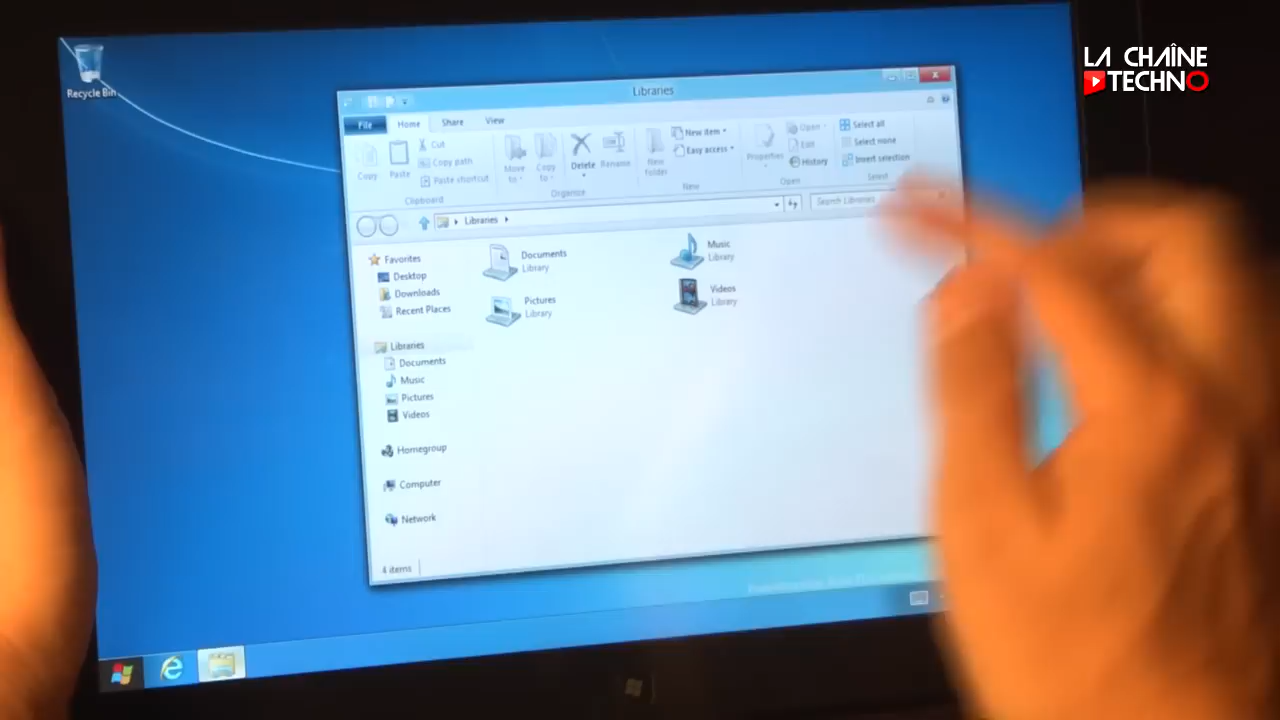 LA CHAÎNE
TECHNO
Recycle Bin
Libraries
File Home Share View
Copy
Paste
Cut
Copy path
Paste shortcut
Clipboard
Move to
Copy to
Delete
Rename
Organize
New folder
New item
Easy access
New
Properties
Open
Edit
History
Open
Select all
Select none
Invert selection
Select
Libraries
Search Libraries
Favorites
Desktop
Downloads
Recent Places
Libraries
Documents
Music
Pictures
Videos
Homegroup
Computer
Network
Documents
Library
Music
Library
Pictures
Library
Videos
Library
4 items